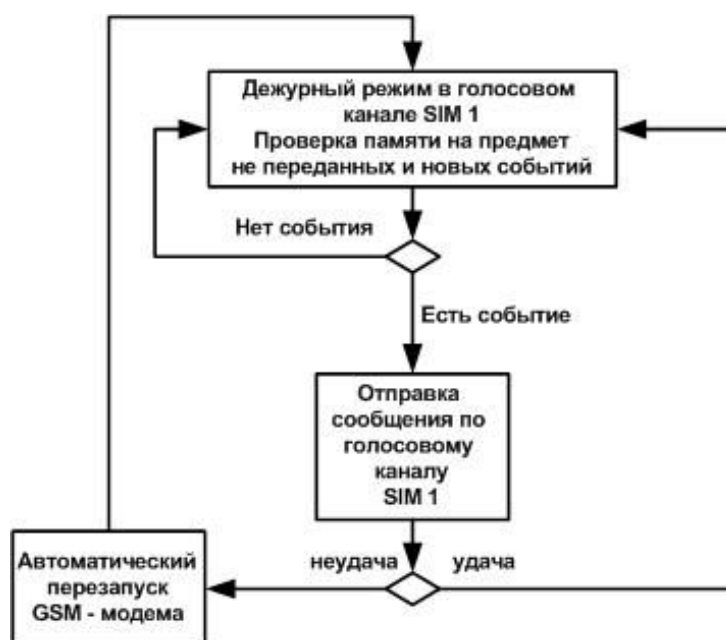 Дежурный режим в голосовом
канале SIM 1
Проверка памяти на предмет
не переданных и новых событий
Нет события
Есть событие
Отправка
сообщения по
голосовому
каналу
SIM 1
неудача
удача
Автоматический
перезапуск
GSM - модема